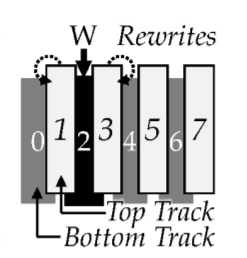 W Rewrites
0 1 2 3 4 5 6 7
Top Track
Bottom Track